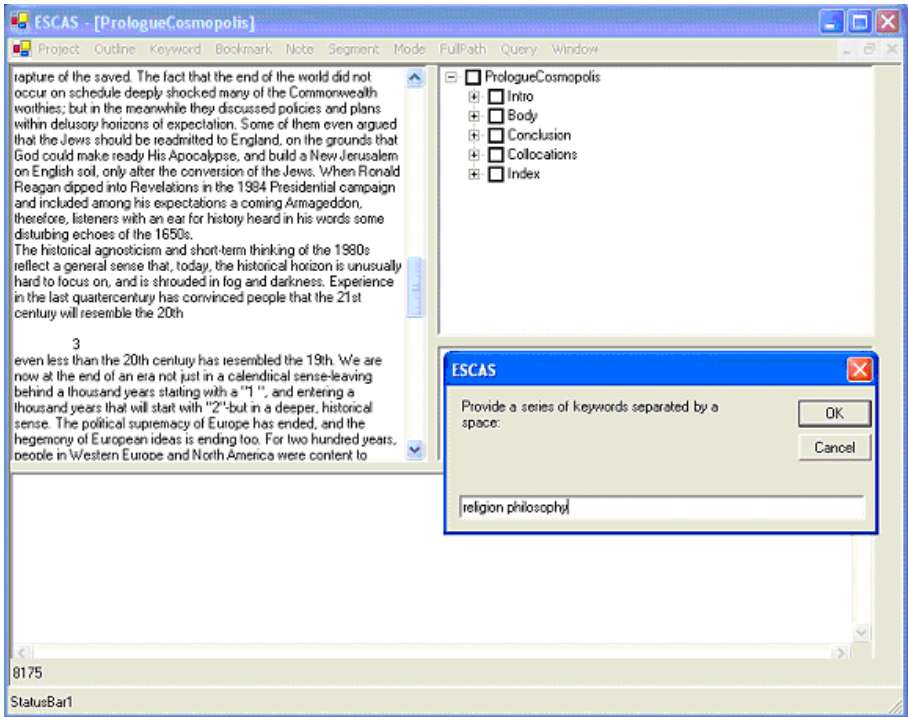 ESCAS - [PrologueCosmopolis]
Project Outline Keyword Bookmark Note Segment Mode FullPath Query Window
rapture of the saved. The fact that the end of the world did not
occur on schedule deeply shocked many of the Commonwealth
worthies; but in the meanwhile they discussed policies and plans
within delusory horizons of expectation. Some of them even argued
that the Jews should be readmitted to England, on the grounds that
God could make ready His Apocalypse, and build a New Jerusalem
on English soil, only after the conversion of the Jews. When Ronald
Reagan dipped into Revelations in the 1984 Presidential campaign
and included among his expectations a coming Armageddon,
therefore, listeners with an ear for history heard in his words some
disturbing echoes of the 1650s.
The historical agnosticism and short-term thinking of the 1980s
reflect a general sense that, today, the historical horizon is unusually
hard to focus on, and is shrouded in fog and darkness. Experience
in the last quartercentury has convinced people that the 21st
century will resemble the 20th
3
even less than the 20th century has resembled the 19th. We are
now at the end of an era not just in a calendrical sense-leaving
behind a thousand years starting with a "1 ", and entering a
thousand years that will start with "2"-but in a deeper, historical
sense. The political supremacy of Europe has ended, and the
hegemony of European ideas is ending too. For two hundred years,
people in Western Europe and North America were content to
PrologueCosmopolis
Intro
Body
Conclusion
Collocations
Index
ESCAS
Provide a series of keywords separated by a
space:
OK
Cancel
religion philosophy
8175
StatusBar1